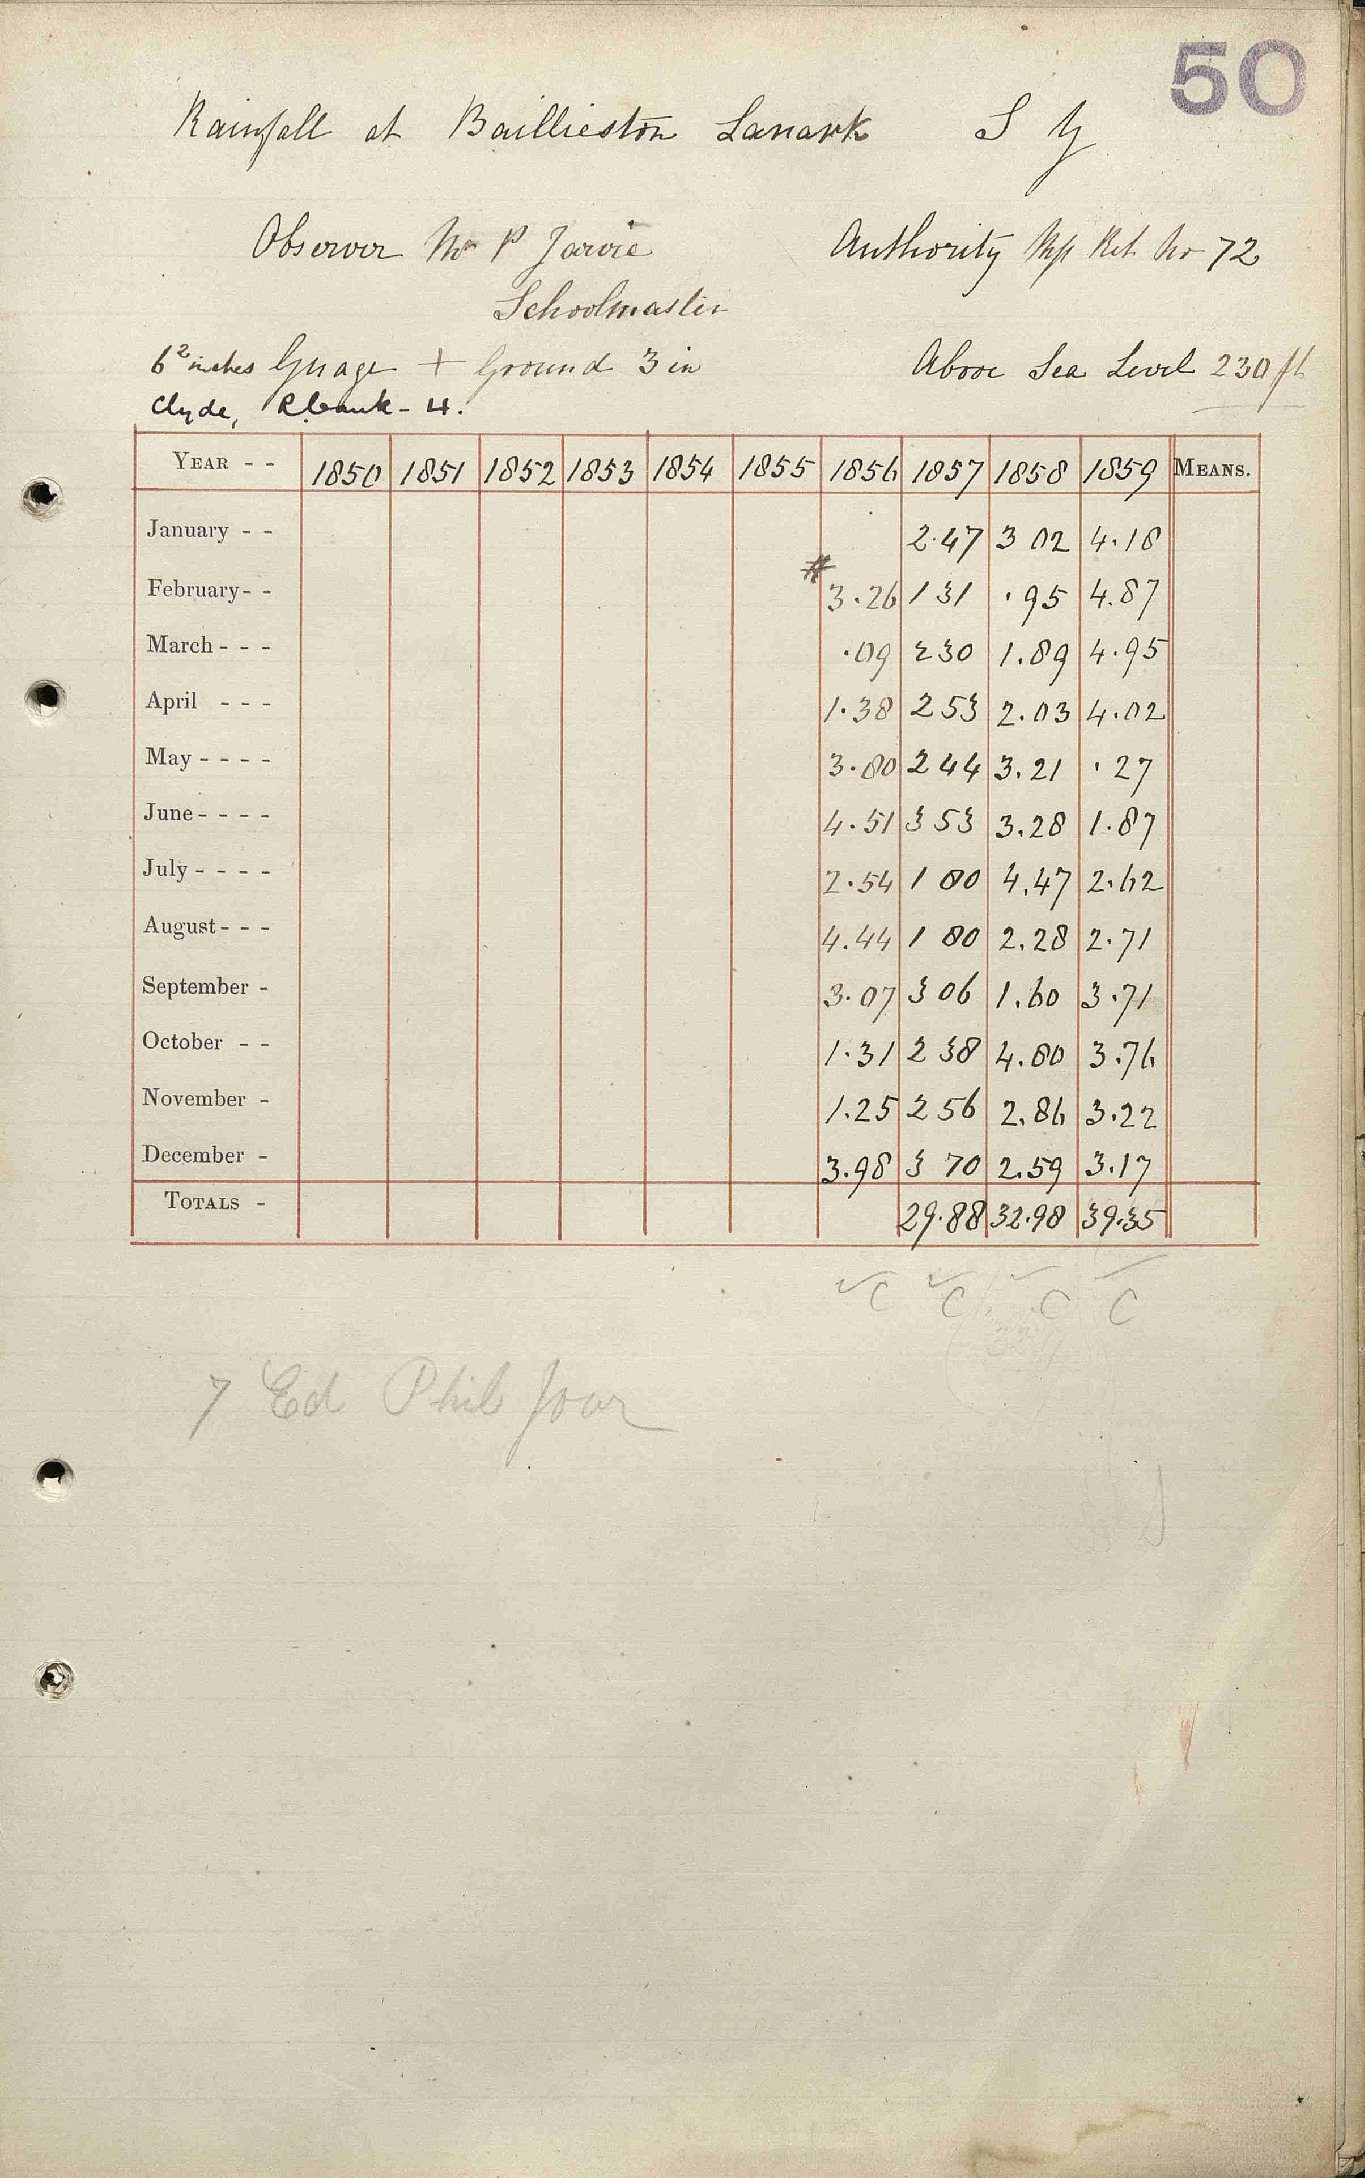 50
Rainfall at Baillieston Lanark S Y
Observer Mr P Jarvie Authority Mss Ret No 72
Schoolmaster
6² inches Guage + Ground 3 in Above Sea Level 230 ft
Clyde, R.bank - 4.
YEAR - - 1850 1851 1852 1853 1854 1855 1856 1857 1858 1859 MEANS.
January - - 2.47 3 02 4.18
#
February - - 3.26 1 31 .95 4.87
March - - - .09 2 30 1.89 4.95
April - - - 1.38 2 53 2.03 4.02
May - - - - 3.80 2 44 3.21 .27
June - - - - 4.51 3 53 3.28 1.87
July - - - - 2.54 1 80 4.47 2.62
August - - - 4.44 1 80 2.28 2.71
September - 3.07 3 06 1.60 3.71
October - - 1.31 2 38 4.80 3.76
November - 1.25 2 56 2.86 3.22
December - 3.98 3 70 2.59 3.17
TOTALS - 29.88 32.98 39.35
✓C ✓C ✓C ✓C
7 Ed Phil Jour